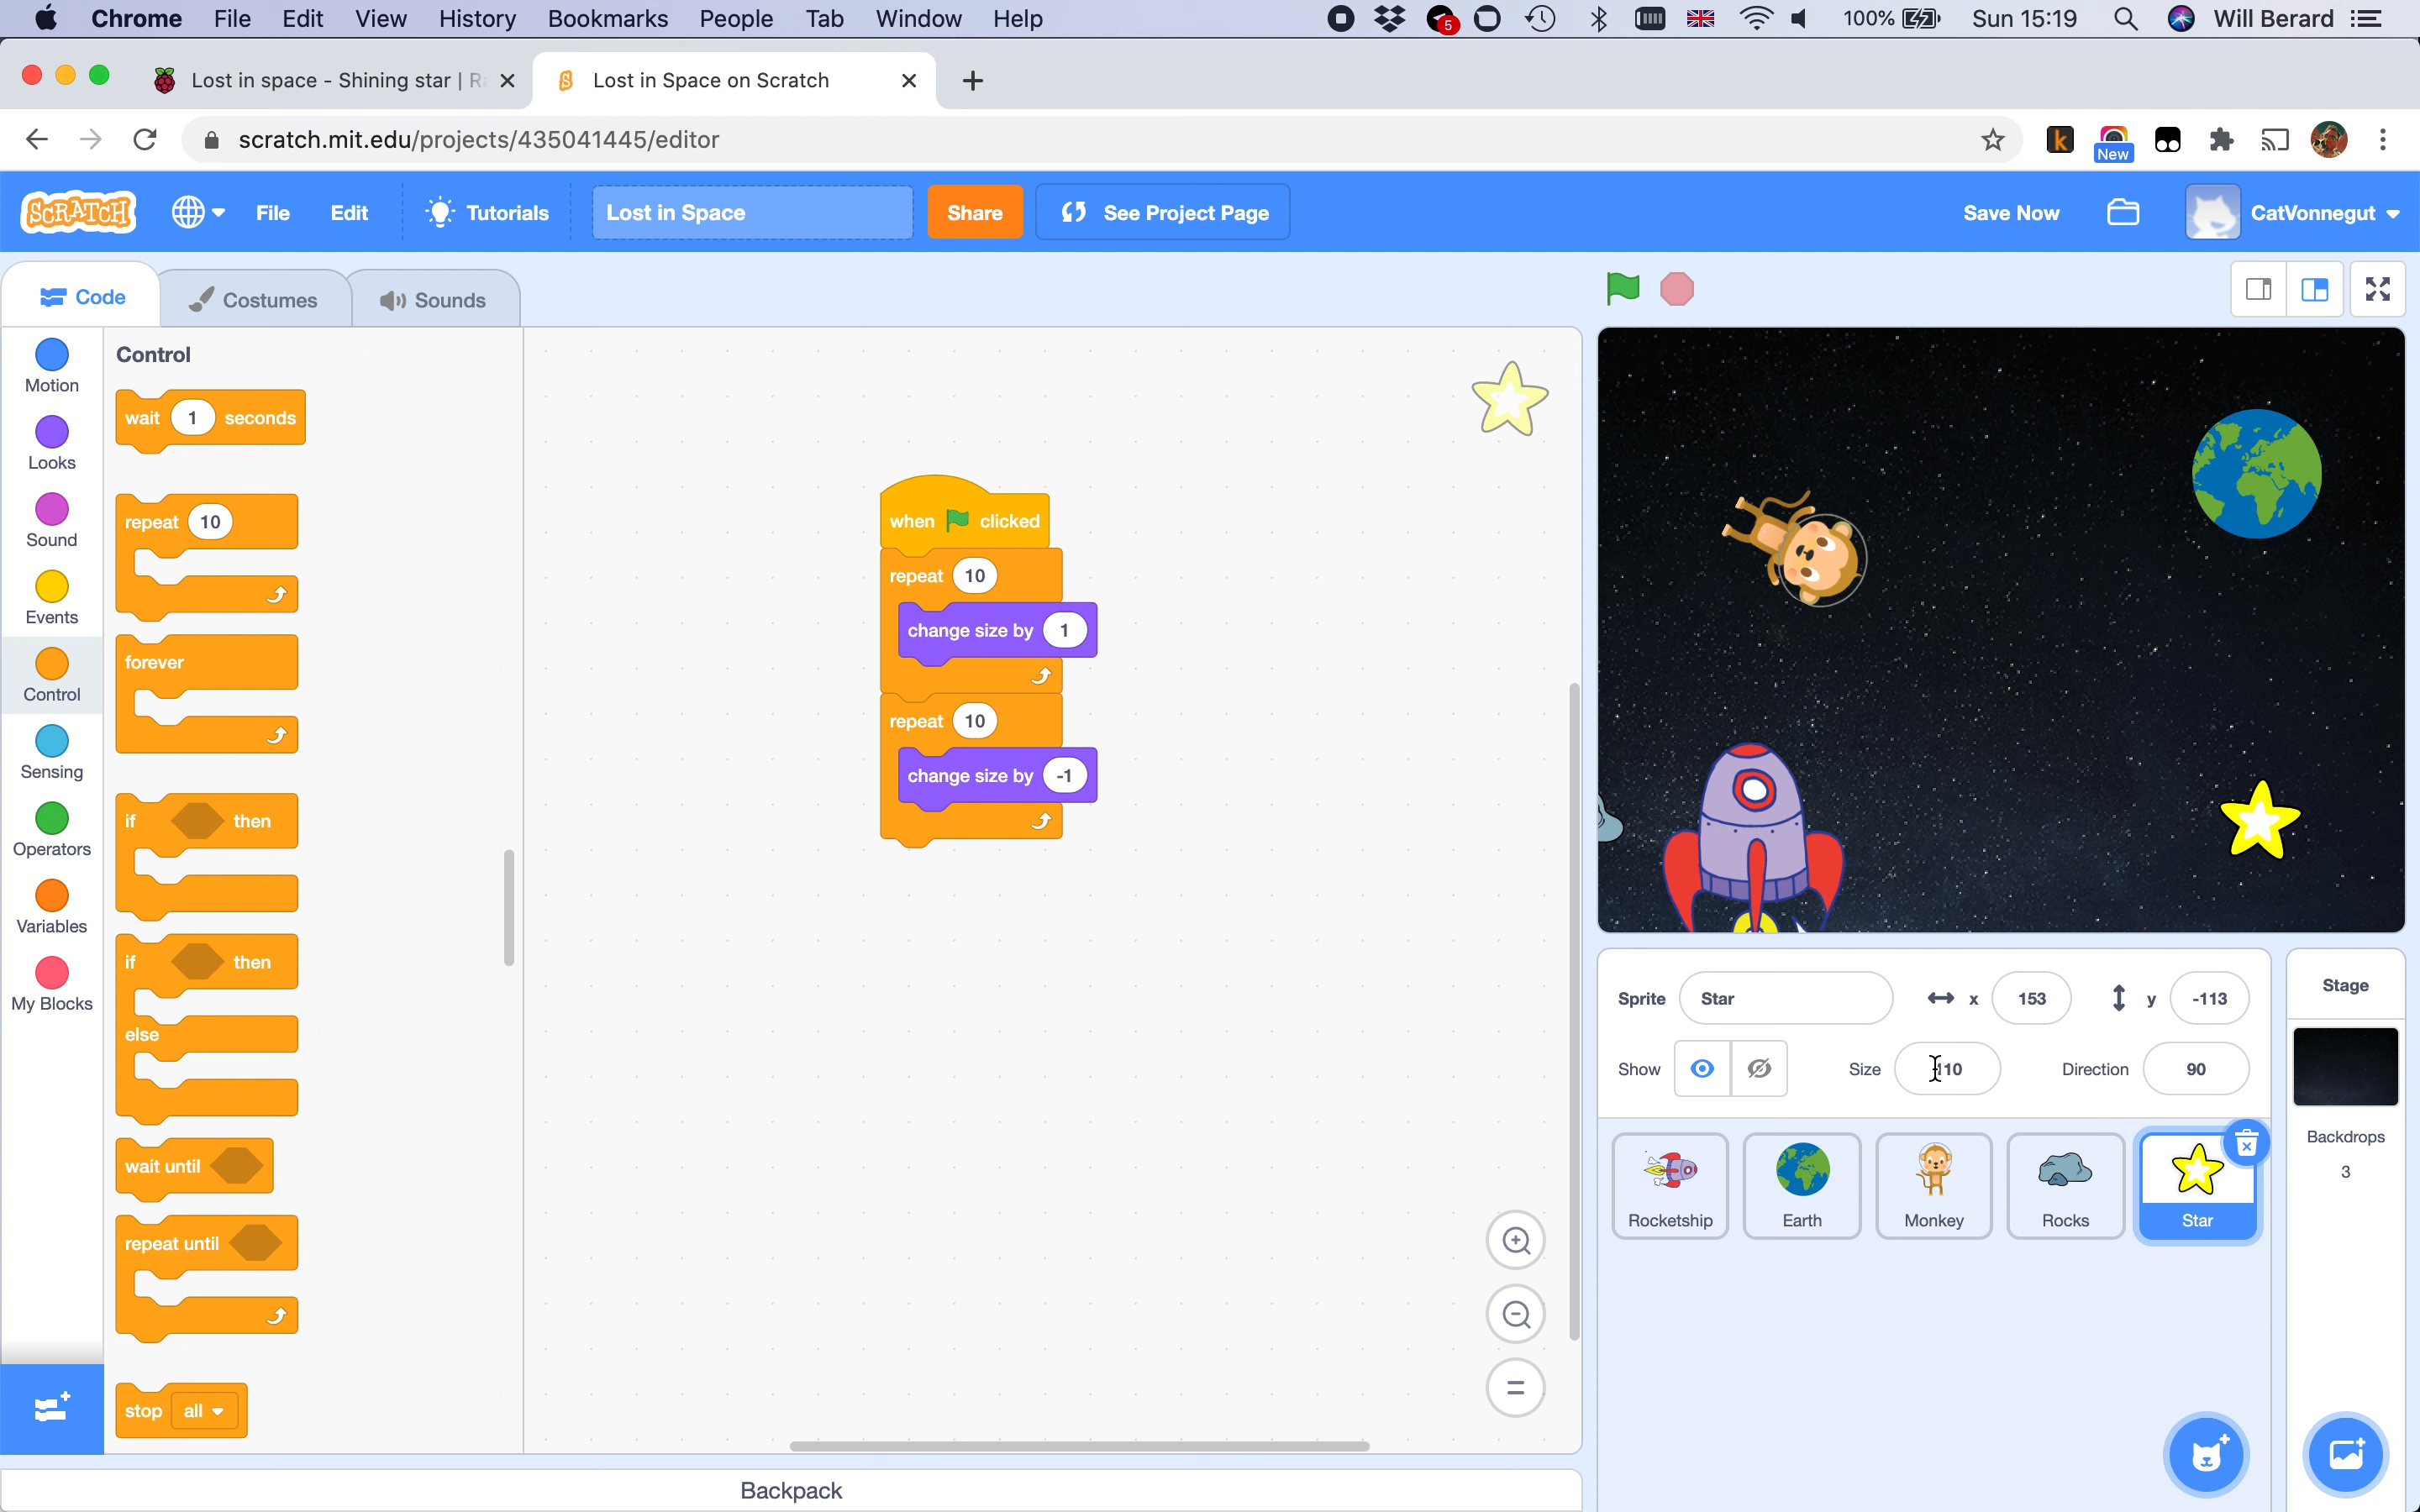 Chrome File Edit View History Bookmarks People Tab Window Help 5 100% Sun 15:19 Will Berard
Lost in space - Shining star | R
Lost in Space on Scratch
scratch.mit.edu/projects/435041445/editor
k
New
SCRATCH File Edit Tutorials Lost in Space Share See Project Page Save Now CatVonnegut
Code Costumes Sounds
Motion
Looks
Sound
Events
Control
Sensing
Operators
Variables
My Blocks
Control
wait 1 seconds
repeat 10
forever
if then
if then
else
wait until
repeat until
stop all
when clicked
repeat 10
change size by 1
repeat 10
change size by -1
Sprite Star x 153 y -113
Show Size 110 Direction 90
Rocketship
Earth
Monkey
Rocks
Star
Stage
Backdrops
3
Backpack